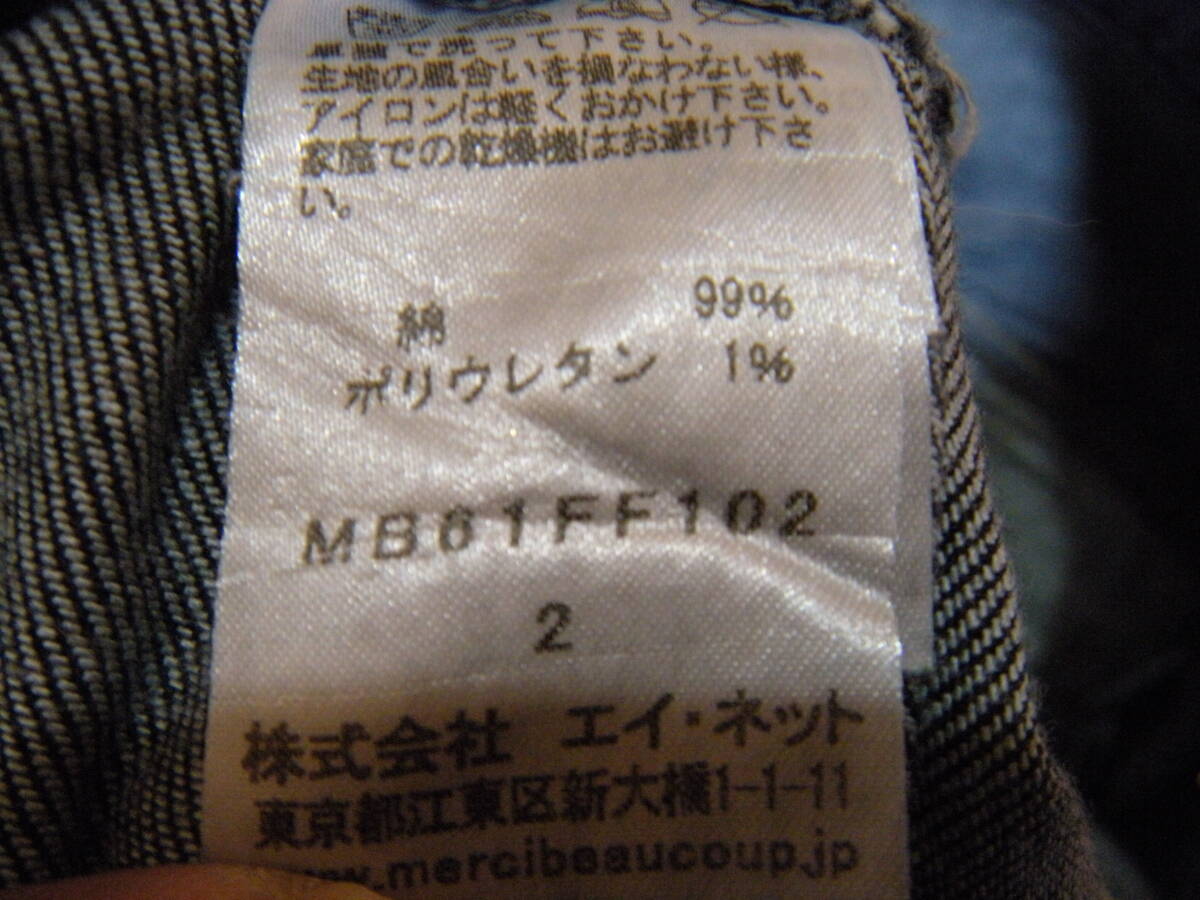 単独で洗って下さい。
生地の風合いを損なわない様、
アイロンは軽くおかけ下さい。
家庭での乾燥機はお避け下さ
い。
綿 99%
ポリウレタン 1%
MB61FF102
2
株式会社 エイ・ネット
東京都江東区新大橋1-1-11
www.mercibeaucoup.jp